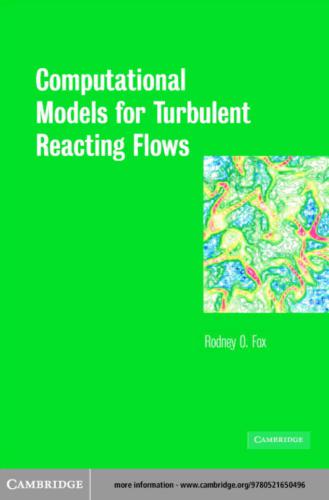 Computational
Models for Turbulent
Reacting Flows
Rodney O. Fox
CAMBRIDGE
CAMBRIDGE
more information - www.cambridge.org/9780521650496